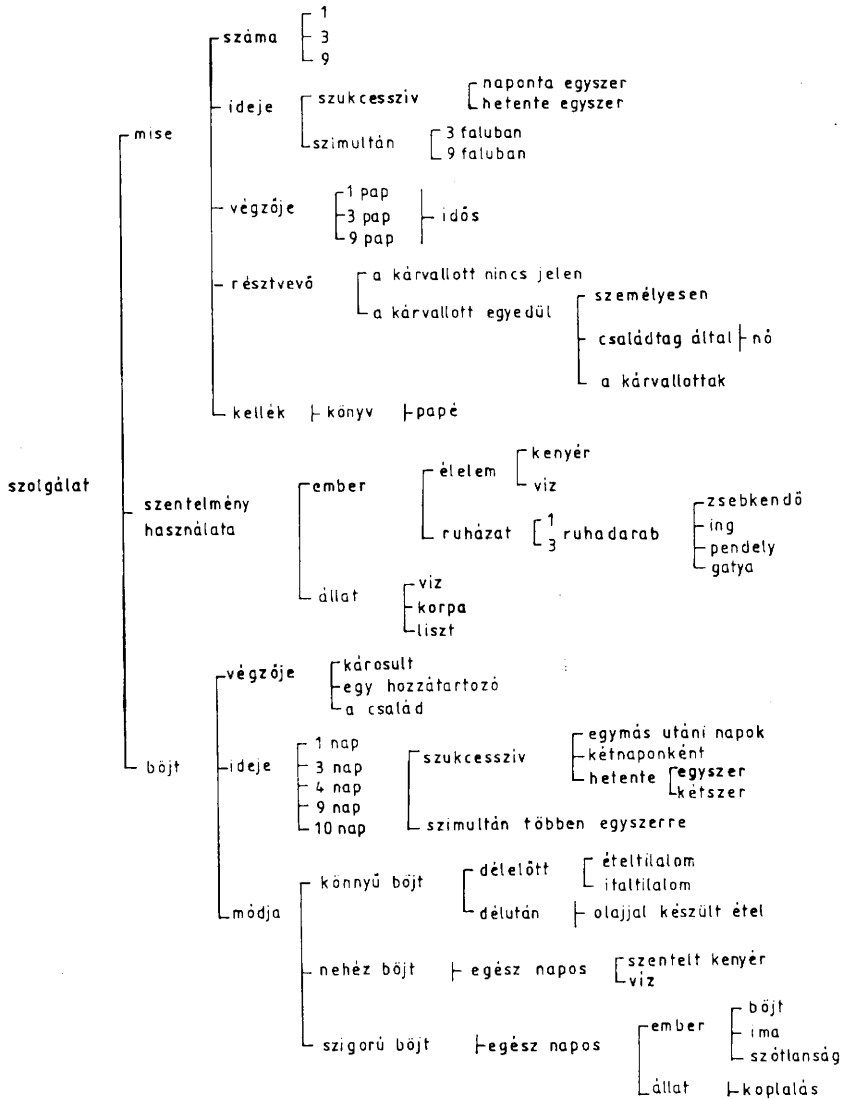 száma
1
3
9
ideje
szukcessziv
naponta egyszer
hetente egyszer
szimultán
3 faluban
9 faluban
mise
végzője
1 pap
3 pap
9 pap
idős
résztvevő
a kárvallott nincs jelen
a kárvallott egyedül
személyesen
családtag által
nő
a kárvallottak
kellék
könyv
papé
szolgálat
szentelmény
használata
ember
élelem
kenyér
viz
ruházat
1
3
ruhadarab
zsebkendő
ing
pendely
gatya
állat
viz
korpa
liszt
böjt
végzője
károsult
egy hozzátartozó
a család
ideje
1 nap
3 nap
4 nap
9 nap
10 nap
szukcessziv
egymás utáni napok
kétnaponként
hetente
egyszer
kétszer
szimultán többen egyszerre
módja
könnyű böjt
délelőtt
ételtilalom
italtilalom
délután
olajjal készült étel
nehéz böjt
egész napos
szentelt kenyér
viz
szigorú böjt
egész napos
ember
böjt
ima
szótlanság
állat
koplalás